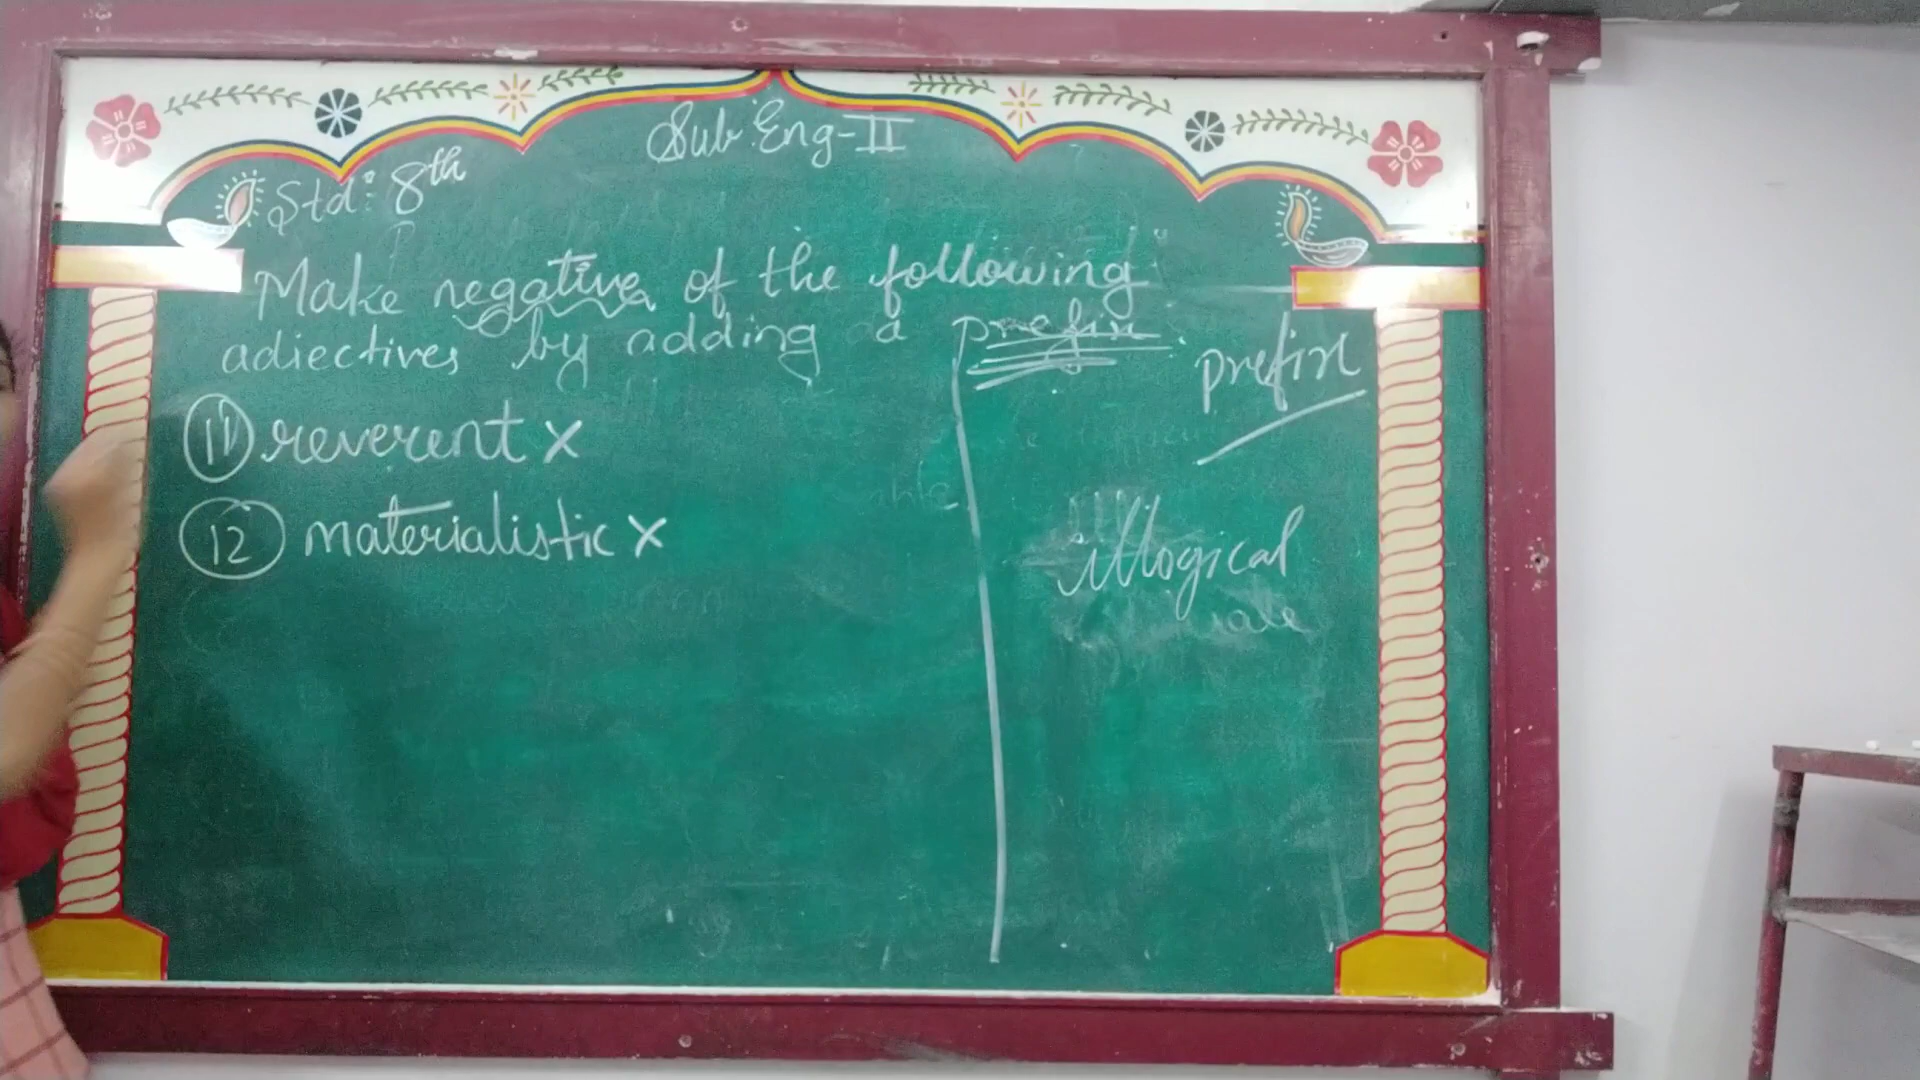 Sub: Eng-II
Std: 8th
Make negative of the following
adjectives by adding a prefix
prefix
11) reverent X
12 materialistic X
illogical